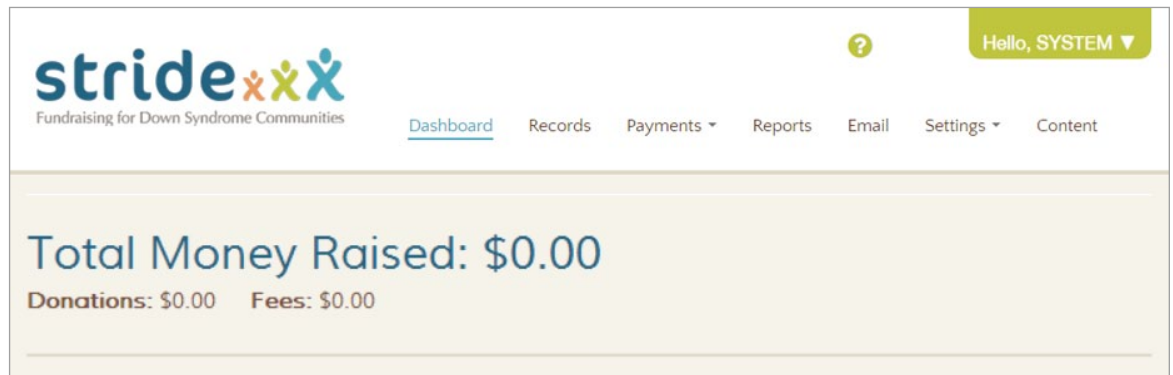 stride
Fundraising for Down Syndrome Communities
? Hello, SYSTEM ▼
Dashboard Records Payments Reports Email Settings Content
Total Money Raised: $0.00
Donations: $0.00 Fees: $0.00